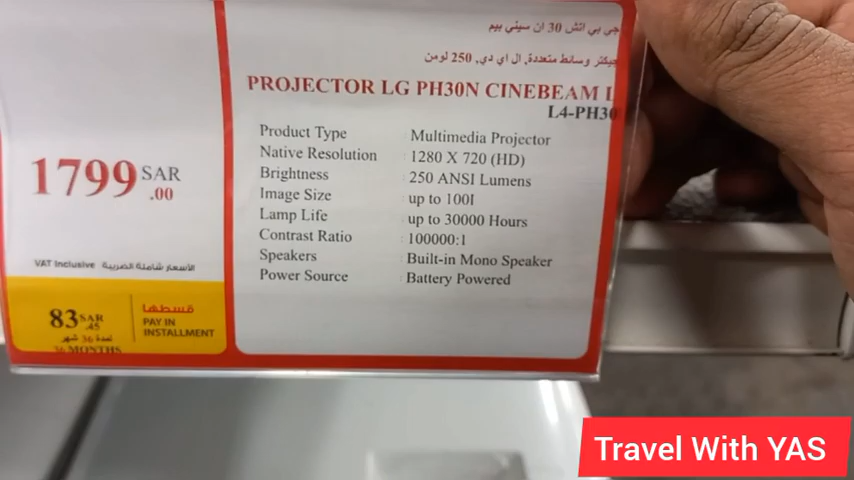 جي بي اتش 30 ان سيني بيم
جيكتر وسائط متعددة, ال اي دي, 250 لومن
PROJECTOR LG PH30N CINEBEAM L
L4-PH30
Product Type : Multimedia Projector
Native Resolution : 1280 X 720 (HD)
Brightness : 250 ANSI Lumens
Image Size : up to 100I
Lamp Life : up to 30000 Hours
Contrast Ratio : 100000:1
Speakers : Built-in Mono Speaker
Power Source : Battery Powered
1799 SAR .00
VAT Inclusive الأسعار شاملة الضريبة
83 SAR .45
لمدة 36 شهر
36 MONTHS
قسطها
PAY IN
INSTALLMENT
Travel With YAS